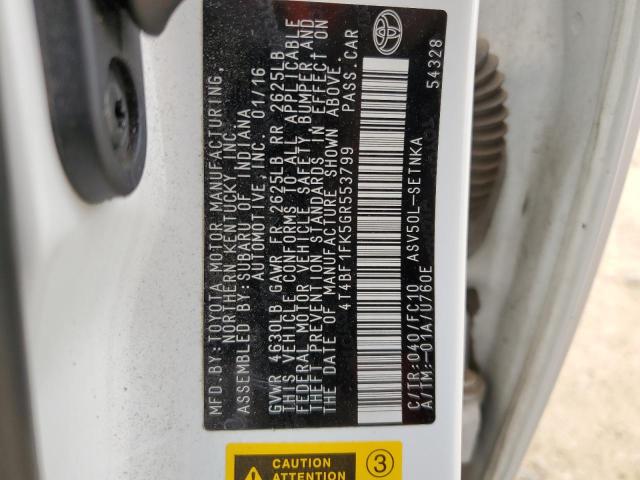 MFD.BY:TOYOTA MOTOR MANUFACTURING,
NORTHERN KENTUCKY, INC.
ASSEMBLED BY:SUBARU OF INDIANA
AUTOMOTIVE,INC. 01/16
GVWR 4630LB GAWR FR 2625LB RR 2625LB
THIS VEHICLE CONFORMS TO ALL APPLICABLE
FEDERAL MOTOR VEHICLE SAFETY, BUMPER,AND
THEFT PREVENTION STANDARDS IN EFFECT ON
THE DATE OF MANUFACTURE SHOWN ABOVE.
4T4BF1FK5GR553799 PASS.CAR
C/TR:040/FC10 ASV50L-SETNKA
A/TM:-01A/U760E 54328
CAUTION 3
ATTENTION